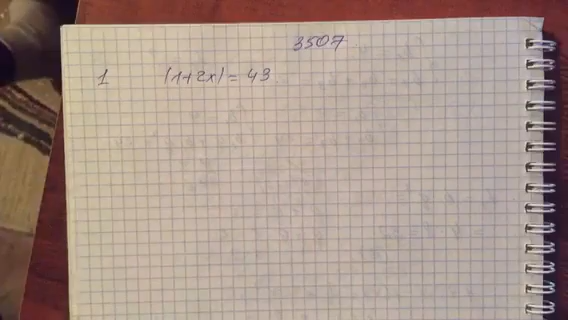 3507
1 (1+2x) = 43